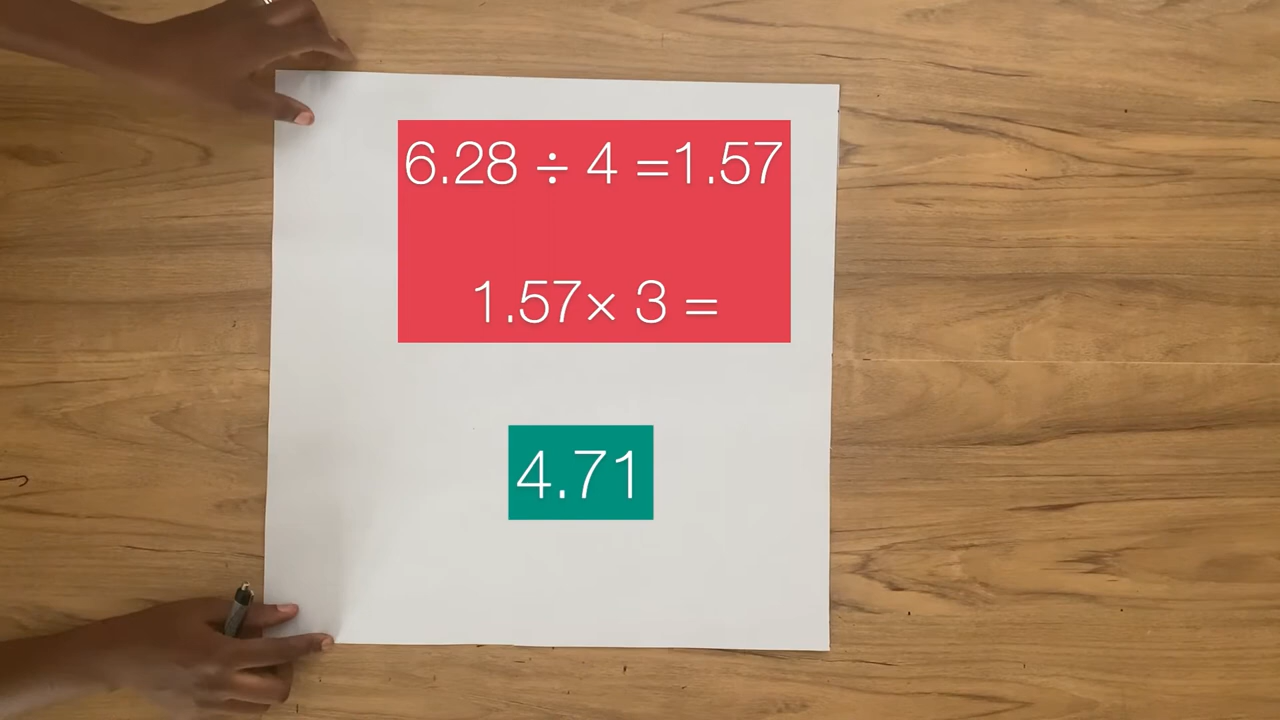 6.28 ÷ 4 =1.57
1.57× 3 =
4.71